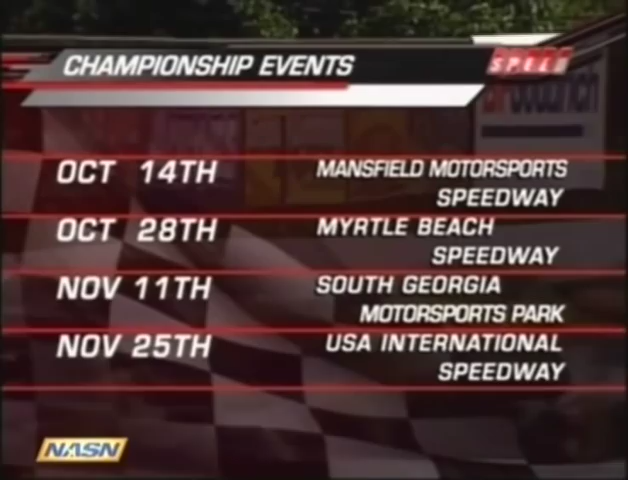 CHAMPIONSHIP EVENTS
SPEED
OCT 14TH MANSFIELD MOTORSPORTS
SPEEDWAY
OCT 28TH MYRTLE BEACH
SPEEDWAY
NOV 11TH SOUTH GEORGIA
MOTORSPORTS PARK
NOV 25TH USA INTERNATIONAL
SPEEDWAY
NASN